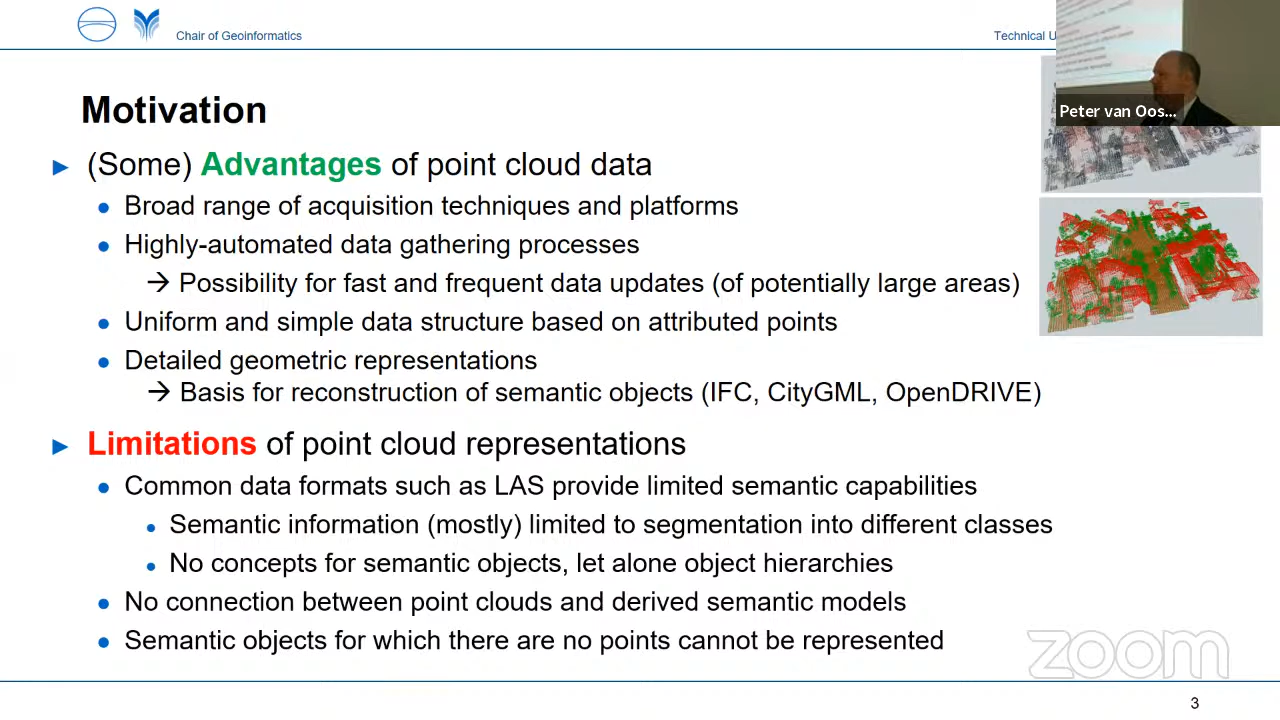 Chair of Geoinformatics
Technical U
Peter van Oos...
Motivation
► (Some) Advantages of point cloud data
● Broad range of acquisition techniques and platforms
● Highly-automated data gathering processes
→ Possibility for fast and frequent data updates (of potentially large areas)
● Uniform and simple data structure based on attributed points
● Detailed geometric representations
→ Basis for reconstruction of semantic objects (IFC, CityGML, OpenDRIVE)
► Limitations of point cloud representations
● Common data formats such as LAS provide limited semantic capabilities
● Semantic information (mostly) limited to segmentation into different classes
● No concepts for semantic objects, let alone object hierarchies
● No connection between point clouds and derived semantic models
● Semantic objects for which there are no points cannot be represented
zoom
3